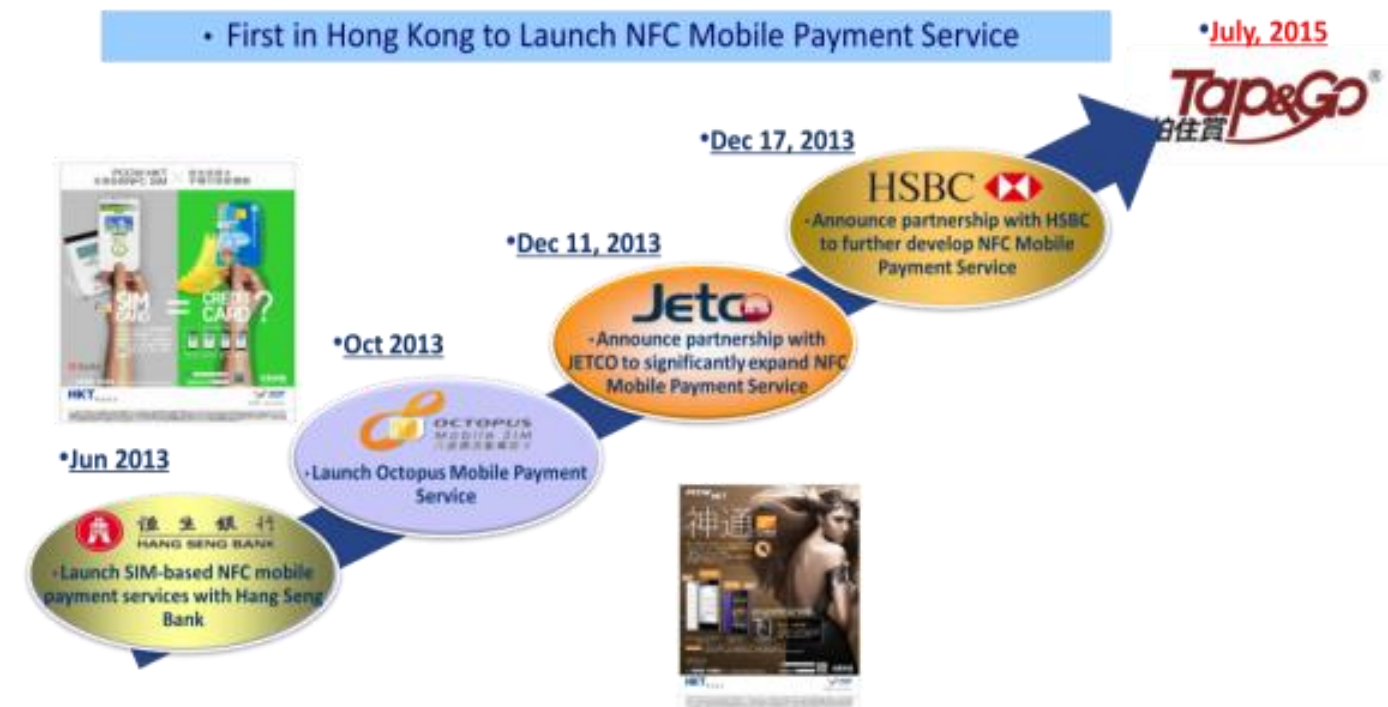 • First in Hong Kong to Launch NFC Mobile Payment Service
•July, 2015
Tap&Go®
拍住賞
•Dec 17, 2013
HSBC
•Announce partnership with HSBC
to further develop NFC Mobile
Payment Service
•Dec 11, 2013
Jetco
•Announce partnership with
JETCO to significantly expand NFC
Mobile Payment Service
•Oct 2013
OCTOPUS
MOBILE SIM
•Launch Octopus Mobile Payment
Service
PCCW-HKT
SIM
CARD
=
CREDIT
CARD
?
HKT
•Jun 2013
恒生銀行
HANG SENG BANK
•Launch SIM-based NFC mobile
payment services with Hang Seng
Bank
神通
HKT